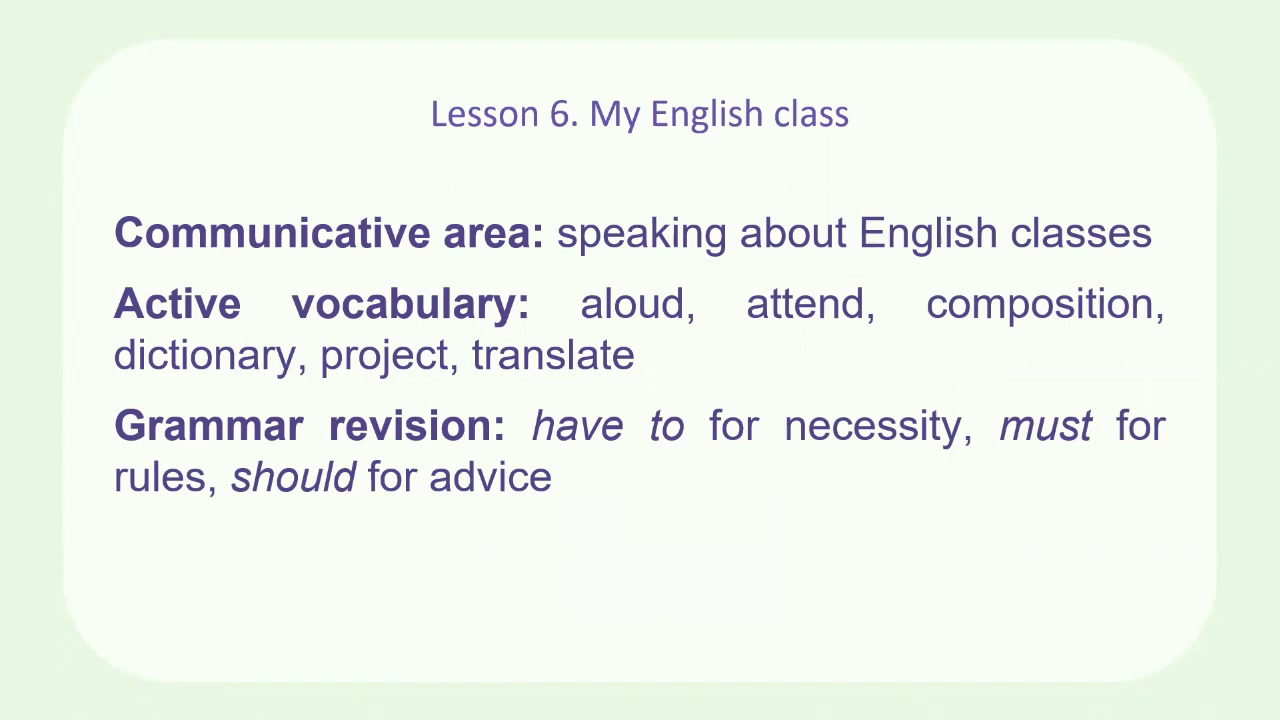 Lesson 6. My English class
Communicative area: speaking about English classes
Active vocabulary: aloud, attend, composition,
dictionary, project, translate
Grammar revision: have to for necessity, must for
rules, should for advice